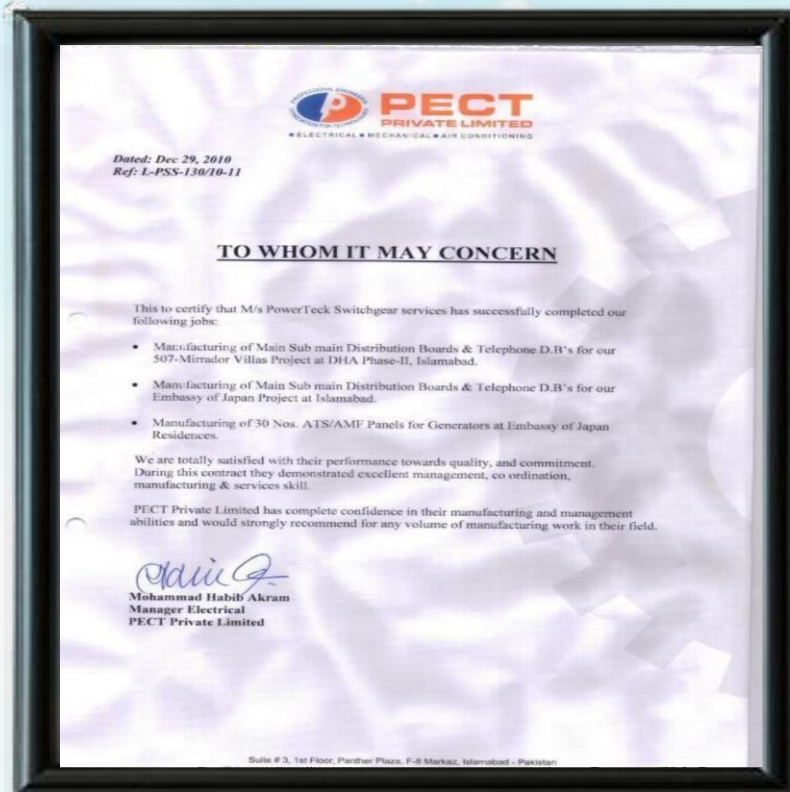 PROFESSIONAL ENGINEERS
PECT
PRIVATE LIMITED
ELECTRICAL ■ MECHANICAL ■ AIR CONDITIONING
Dated: Dec 29, 2010
Ref: L-PSS-130/10-11
TO WHOM IT MAY CONCERN
This to certify that M/s PowerTeck Switchgear services has successfully completed our
following jobs:
• Manufacturing of Main Sub main Distribution Boards & Telephone D.B's for our
507-Mirrador Villas Project at DHA Phase-II, Islamabad.
• Manufacturing of Main Sub main Distribution Boards & Telephone D.B's for our
Embassy of Japan Project at Islamabad.
• Manufacturing of 30 Nos. ATS/AMF Panels for Generators at Embassy of Japan
Residences.
We are totally satisfied with their performance towards quality, and commitment.
During this contract they demonstrated excellent management, co ordination,
manufacturing & services skill.
PECT Private Limited has complete confidence in their manufacturing and management
abilities and would strongly recommend for any volume of manufacturing work in their field.
Mohammad Habib Akram
Manager Electrical
PECT Private Limited
Suite # 3, 1st Floor, Panther Plaza, F-8 Markaz, Islamabad - Pakistan